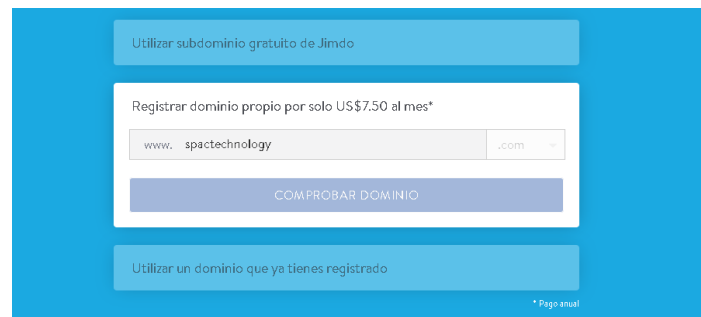 Utilizar subdominio gratuito de Jimdo
Registrar dominio propio por solo US$7.50 al mes*
www. spactechnology .com
COMPROBAR DOMINIO
Utilizar un dominio que ya tienes registrado
* Pago anual